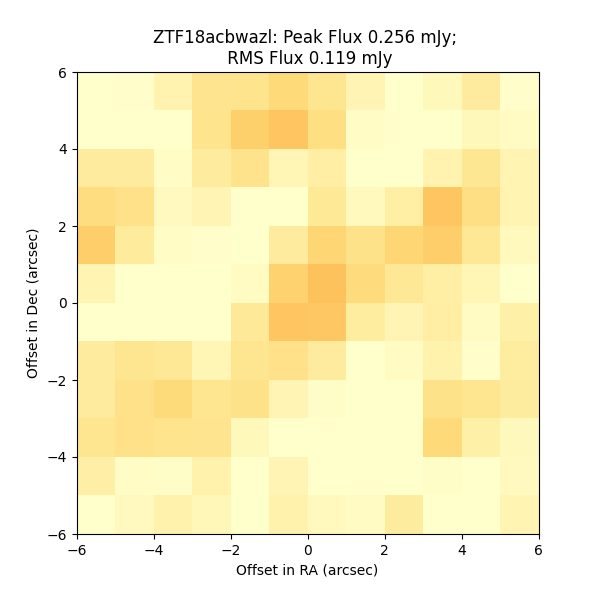 ZTF18acbwazl: Peak Flux 0.256 mJy;
RMS Flux 0.119 mJy
6
4
2
0
−2
−4
−6
Offset in Dec (arcsec)
−6 −4 −2 0 2 4 6
Offset in RA (arcsec)